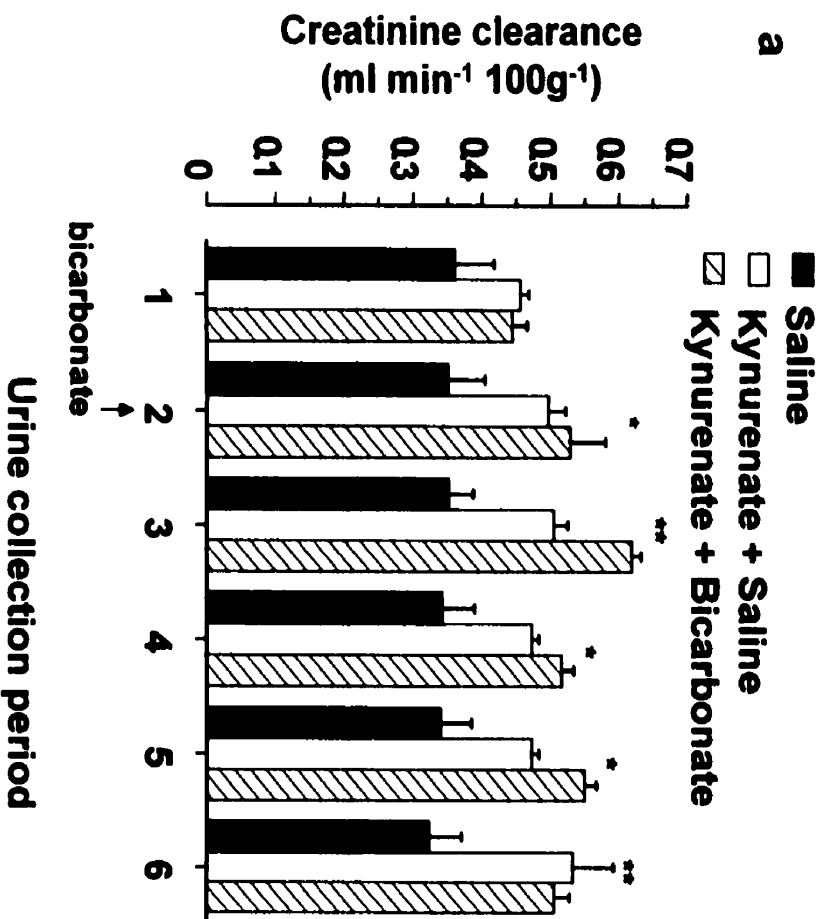 a
Saline
Kynurenate + Saline
Kynurenate + Bicarbonate
Creatinine clearance
(ml min⁻¹ 100g⁻¹)
0.7
0.6
0.5
0.4
0.3
0.2
0.1
0
*
**
*
*
**
1 2 3 4 5 6
bicarbonate
Urine collection period